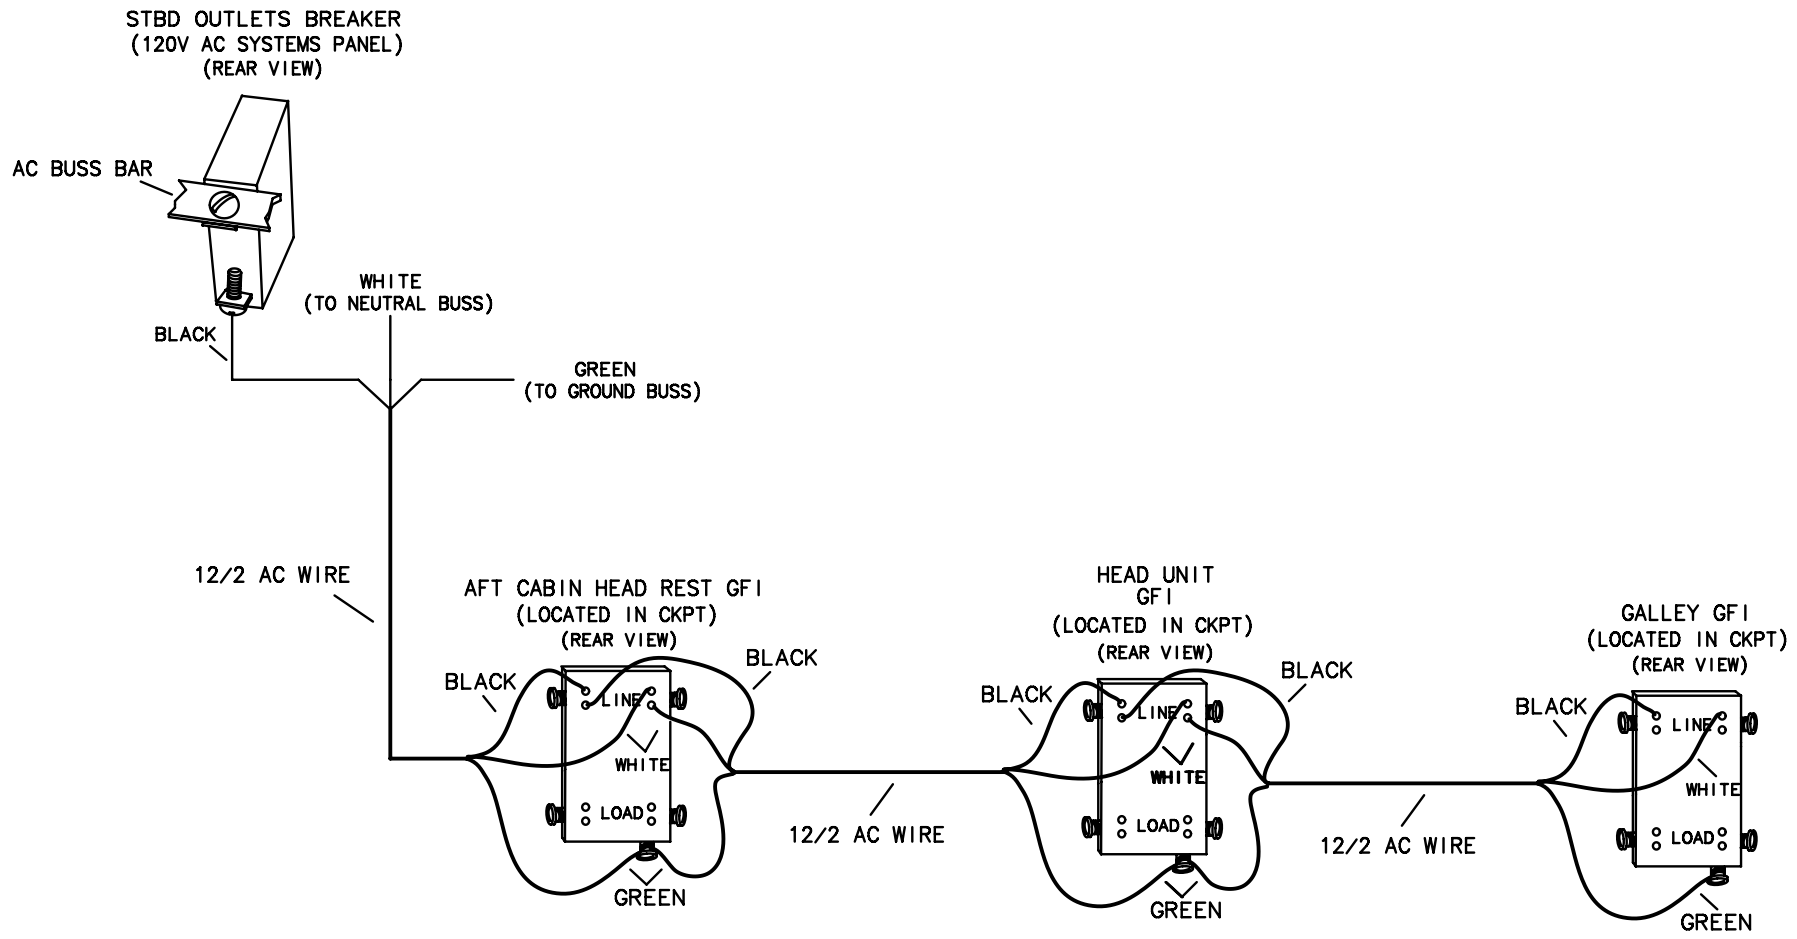 STBD OUTLETS BREAKER
(120V AC SYSTEMS PANEL)
(REAR VIEW)
AC BUSS BAR
WHITE
(TO NEUTRAL BUSS)
BLACK
GREEN
(TO GROUND BUSS)
12/2 AC WIRE
AFT CABIN HEAD REST GFI
(LOCATED IN CKPT)
(REAR VIEW)
BLACK
BLACK
LINE
WHITE
LOAD
GREEN
12/2 AC WIRE
HEAD UNIT
GFI
(LOCATED IN CKPT)
(REAR VIEW)
BLACK
BLACK
LINE
WHITE
LOAD
GREEN
12/2 AC WIRE
GALLEY GFI
(LOCATED IN CKPT)
(REAR VIEW)
BLACK
LINE
WHITE
LOAD
GREEN